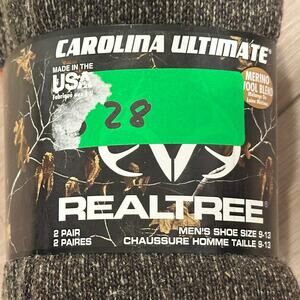 CAROLINA ULTIMATE®
MADE IN THE
USA
MERINO
WOOL BLEND
28
REALTREE®
2 PAIR
2 PAIRES
MEN'S SHOE SIZE 9-13
CHAUSSURE HOMME TAILLE 9-13